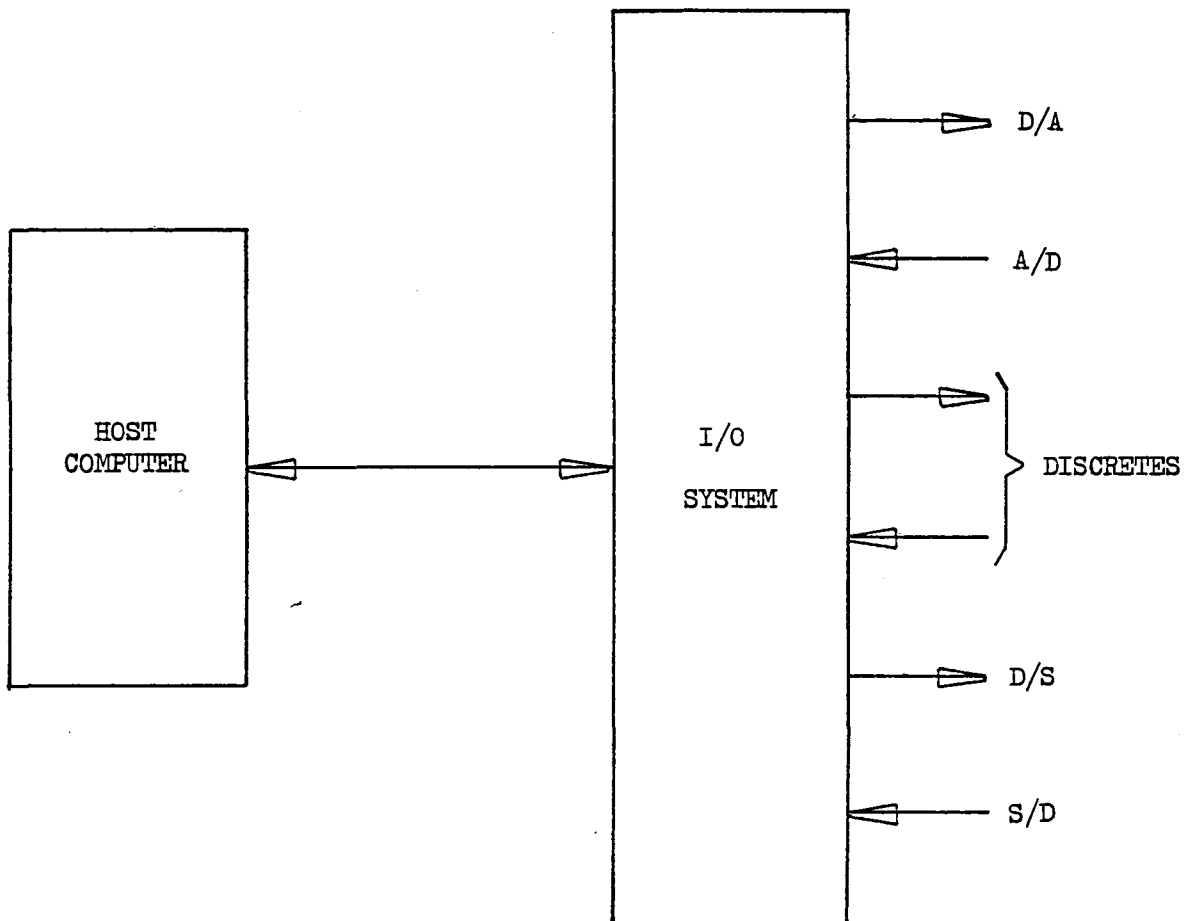 D/A
A/D
HOST
COMPUTER
I/O
SYSTEM
DISCRETES
D/S
S/D